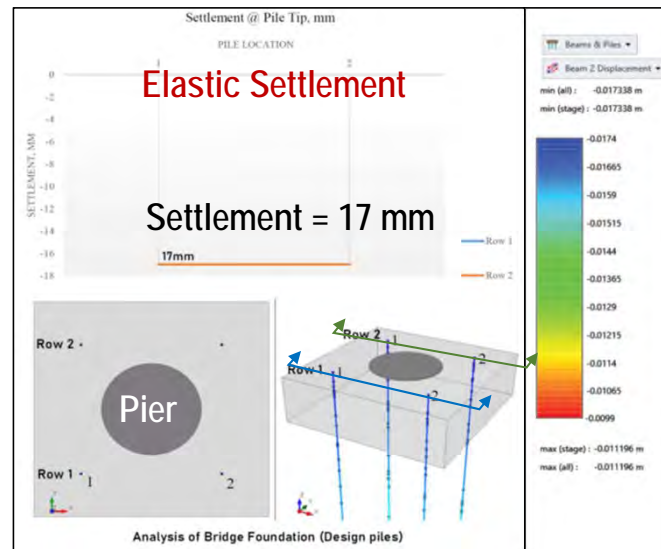 Settlement @ Pile Tip, mm
PILE LOCATION
1 2
Elastic Settlement
0
-2
-4
-6
-8
-10
-12
-14
-16
-18
SETTLEMENT, MM
Settlement = 17 mm
17mm
Row 1
Row 2
Row 2
Pier
Row 1
1
2
Row 2
1
2
Row 1
1
2
Analysis of Bridge Foundation (Design piles)
Beams & Piles
Beam Z Displacement
min (all) : -0.017338 m
min (stage) : -0.017338 m
-0.0174
-0.01665
-0.0159
-0.01515
-0.0144
-0.01365
-0.0129
-0.01215
-0.0114
-0.01065
-0.0099
max (stage) : -0.011196 m
max (all) : -0.011196 m